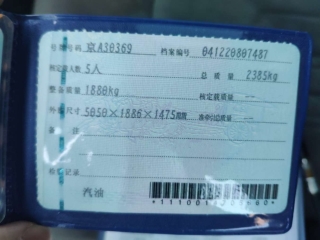 号牌号码 京A30369 档案编号 041220807487
核定载人数 5人 总质量 2385kg
整备质量 1880kg 核定载质量 --
外廓尺寸 5050×1886×1475mm 准牵引总质量 --
备注
检验记录
汽油